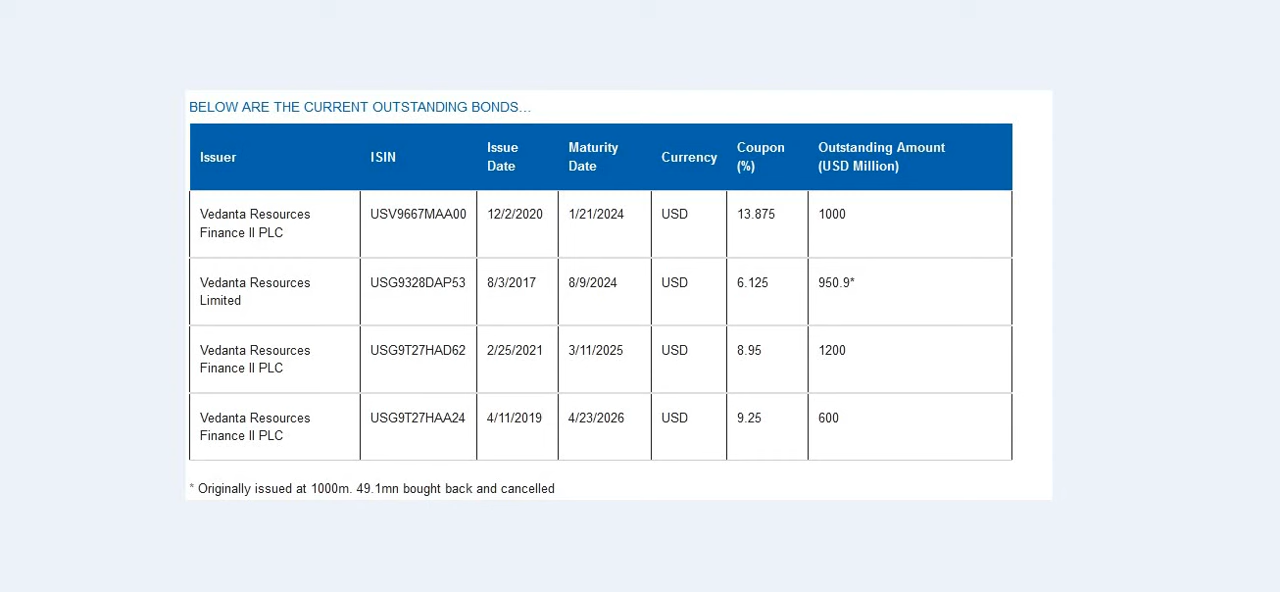 BELOW ARE THE CURRENT OUTSTANDING BONDS...
Issuer ISIN Issue Date Maturity Date Currency Coupon (%) Outstanding Amount (USD Million)
Vedanta Resources Finance II PLC USV9667MAA00 12/2/2020 1/21/2024 USD 13.875 1000
Vedanta Resources Limited USG9328DAP53 8/3/2017 8/9/2024 USD 6.125 950.9*
Vedanta Resources Finance II PLC USG9T27HAD62 2/25/2021 3/11/2025 USD 8.95 1200
Vedanta Resources Finance II PLC USG9T27HAA24 4/11/2019 4/23/2026 USD 9.25 600
* Originally issued at 1000m. 49.1mn bought back and cancelled